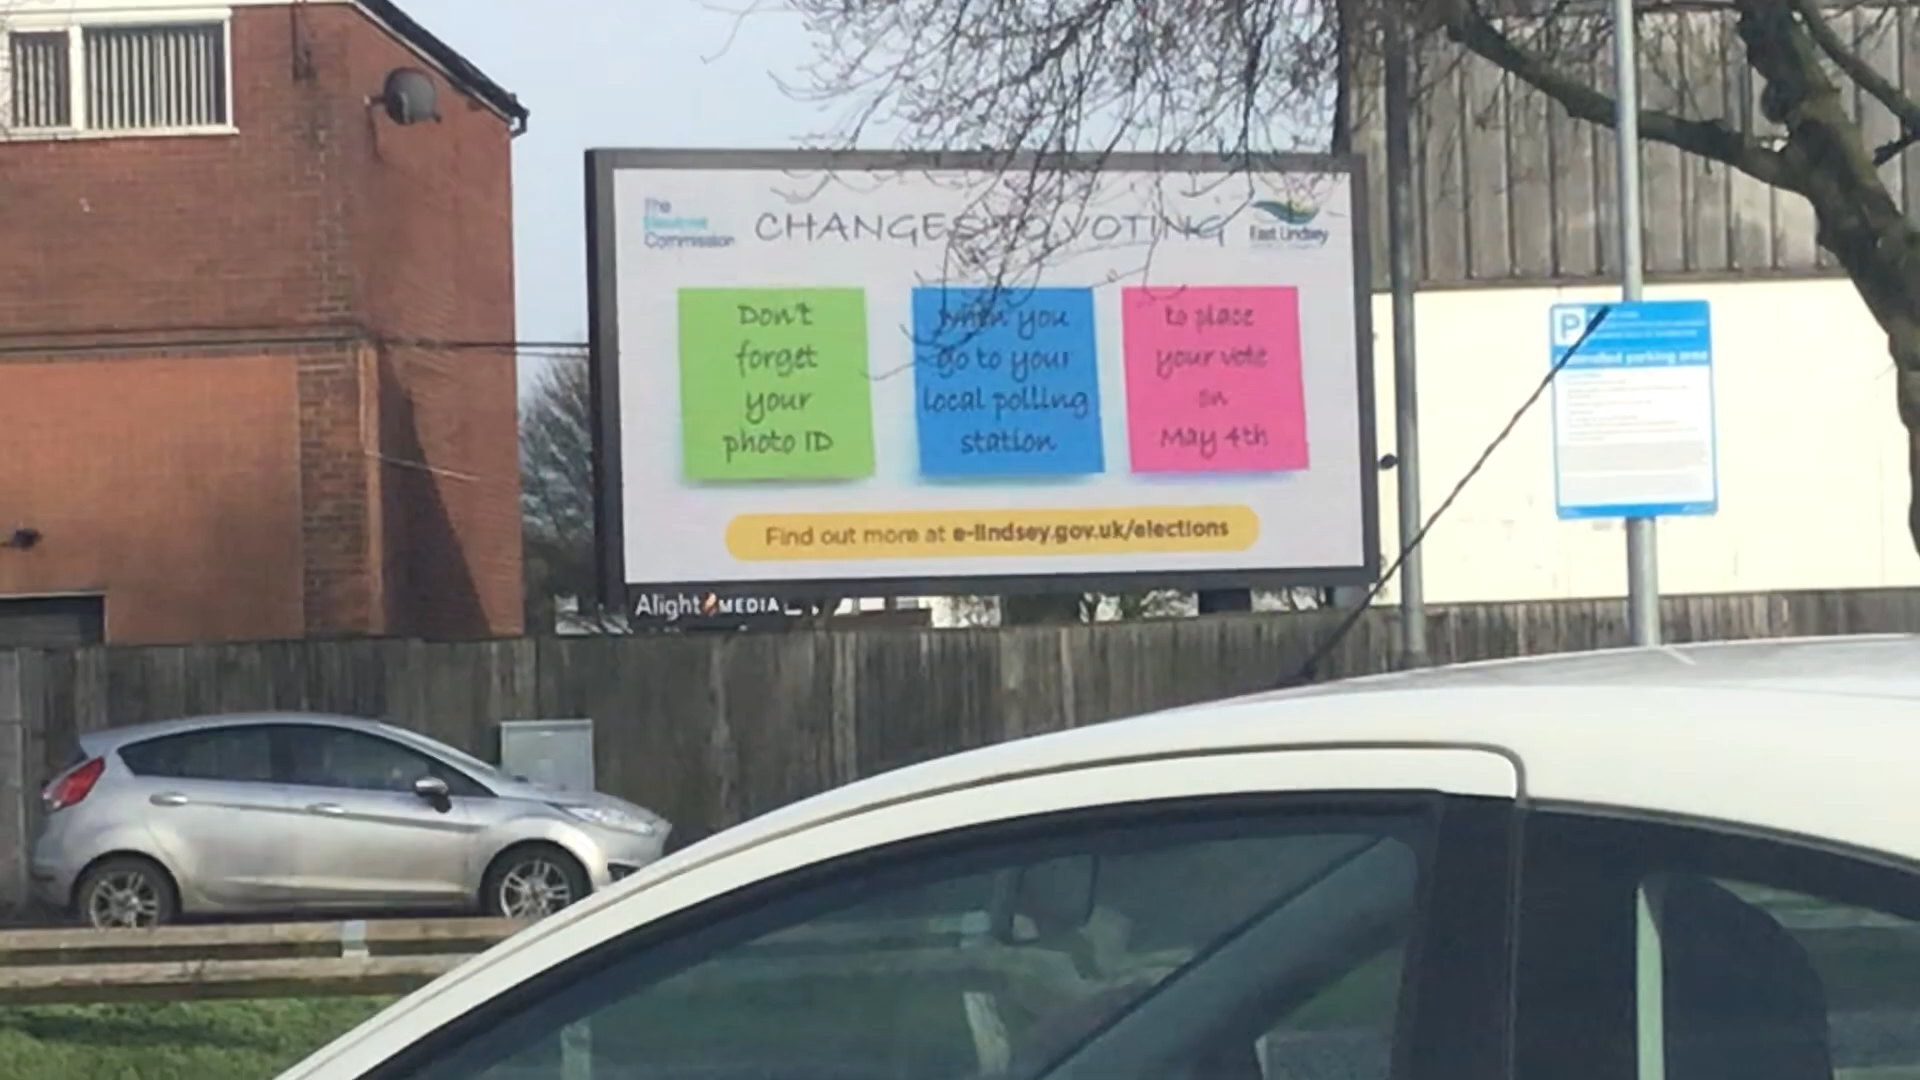 The
Electoral
Commission
CHANGES TO VOTING
East Lindsey
Don't
forget
your
photo ID
when you
go to your
local polling
station
to place
your vote
on
May 4th
Find out more at e-lindsey.gov.uk/elections
Alight MEDIA
P
Controlled parking area